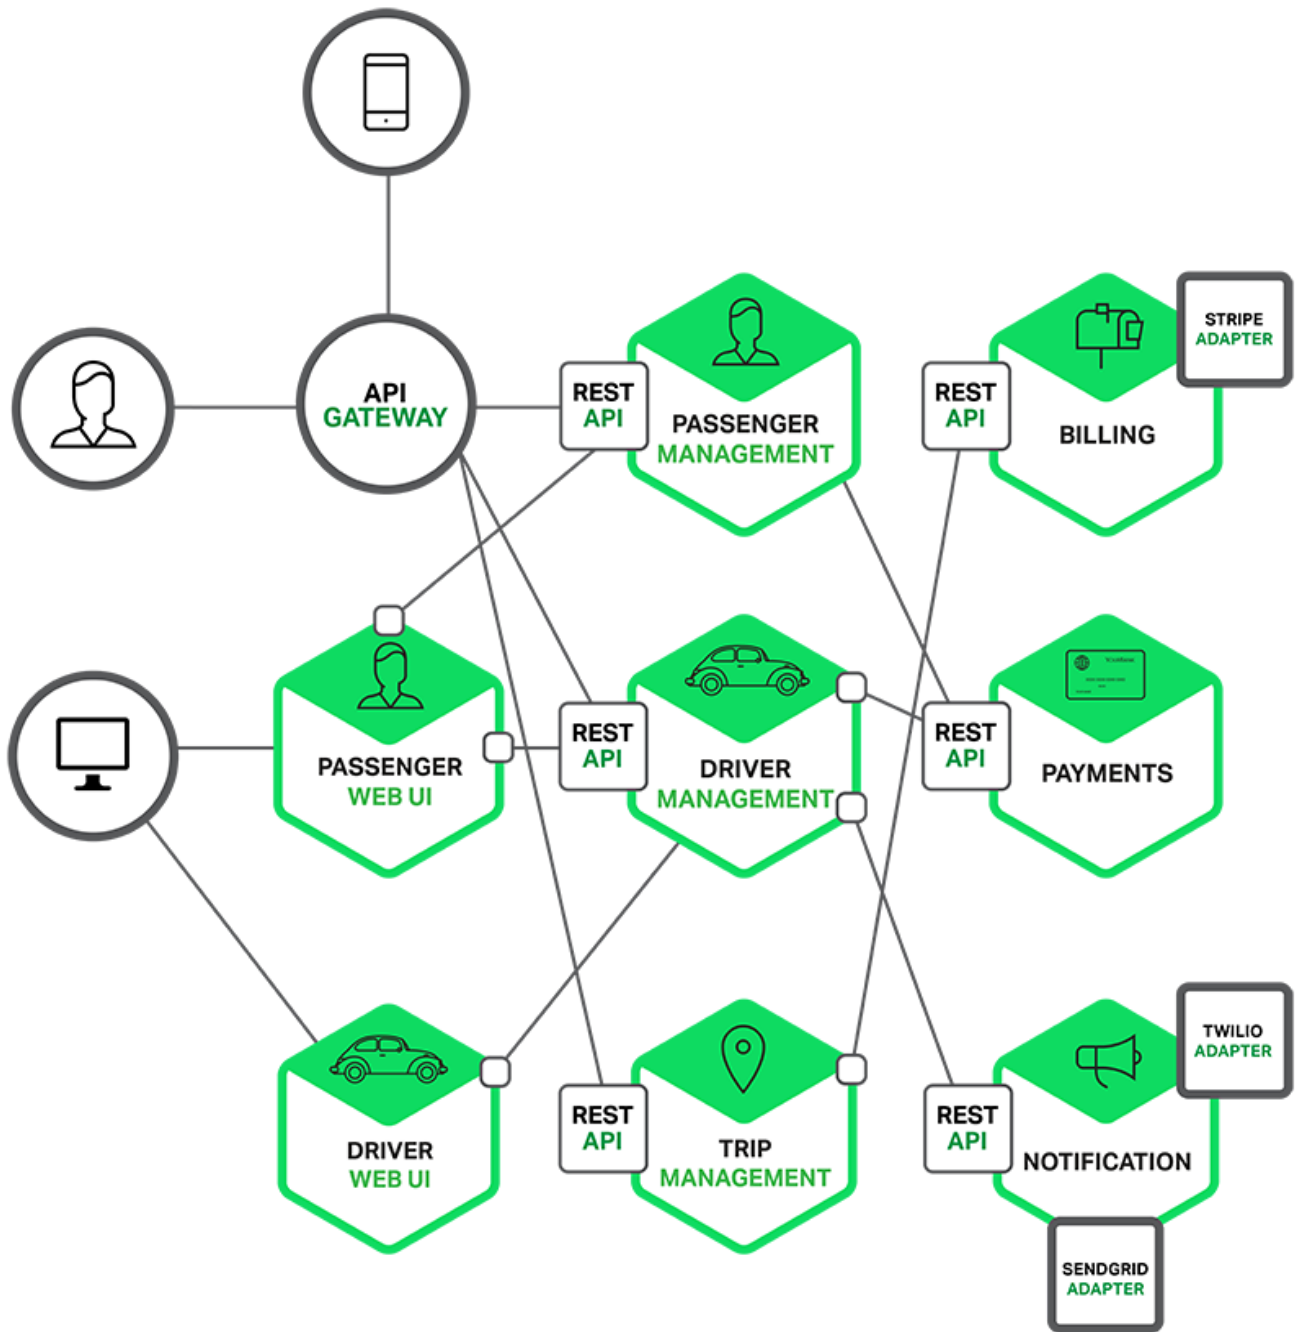 API
GATEWAY
REST
API
PASSENGER
MANAGEMENT
REST
API
BILLING
STRIPE
ADAPTER
PASSENGER
WEB UI
REST
API
DRIVER
MANAGEMENT
REST
API
PAYMENTS
DRIVER
WEB UI
REST
API
TRIP
MANAGEMENT
REST
API
NOTIFICATION
TWILIO
ADAPTER
SENDGRID
ADAPTER